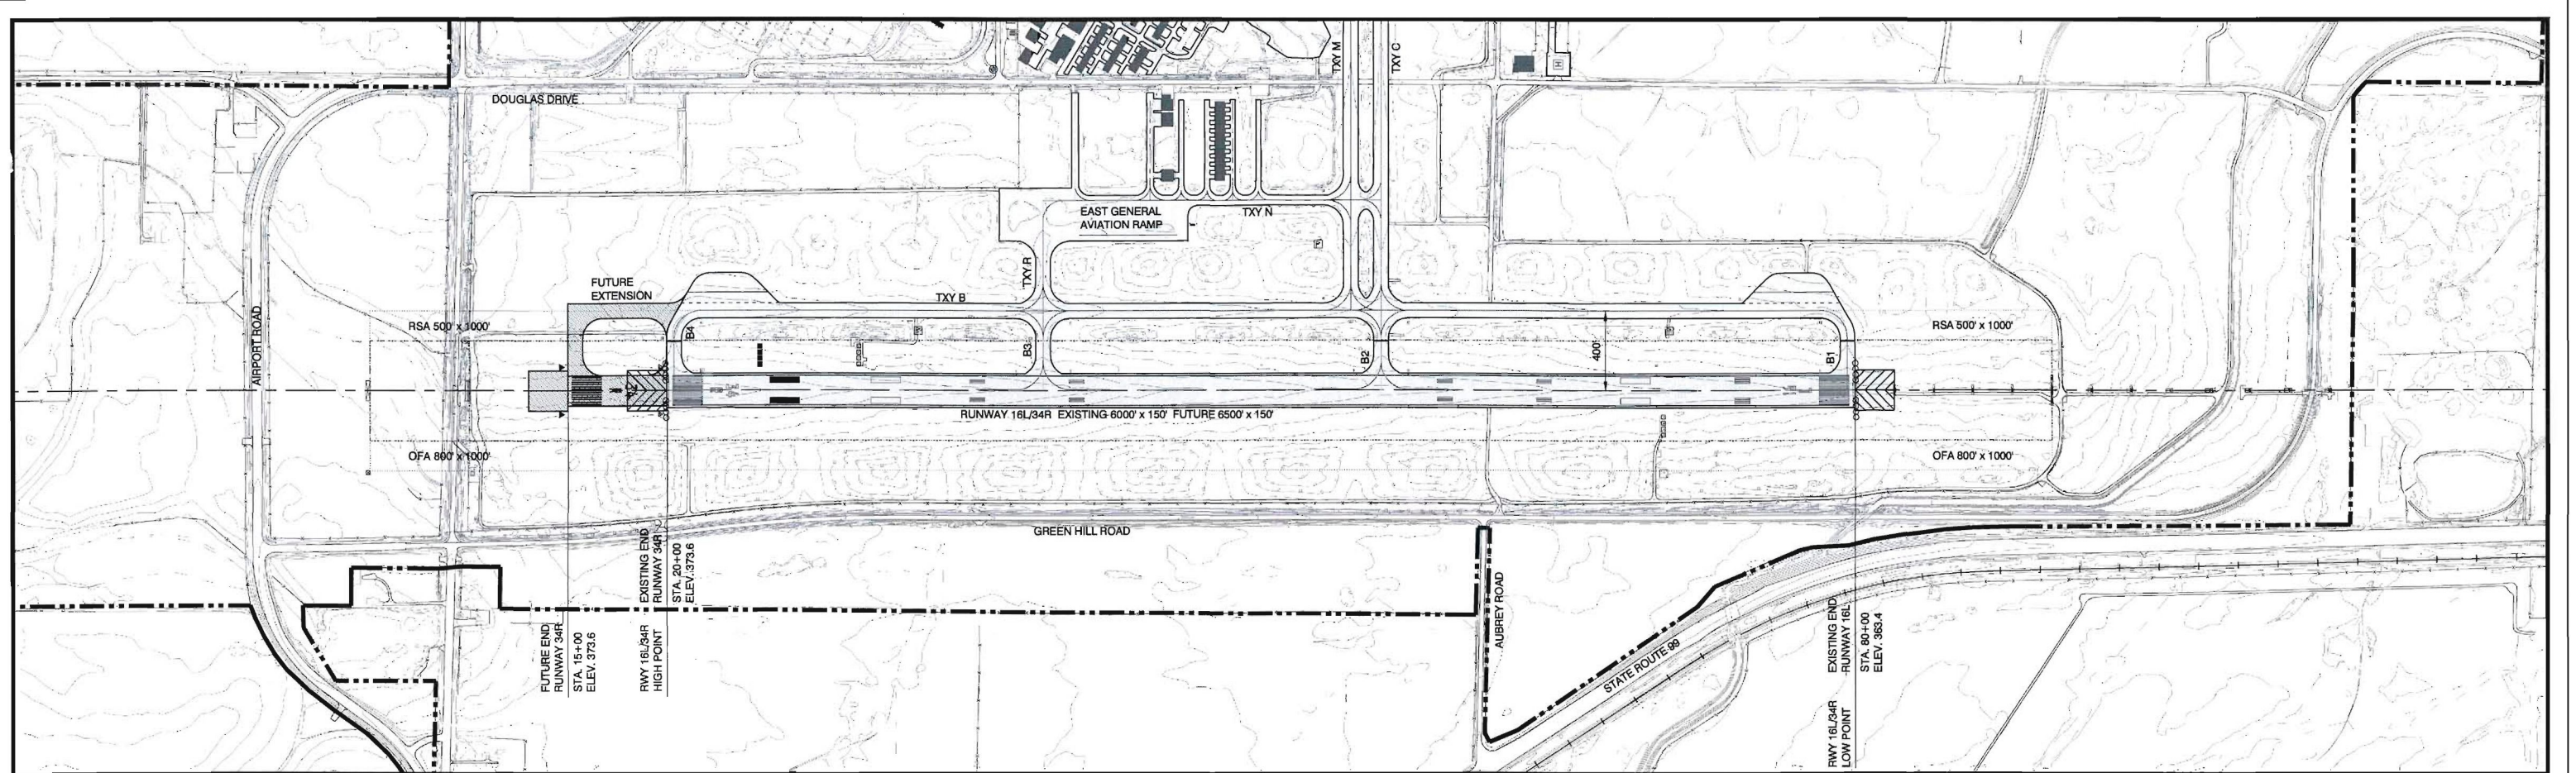 TXY M
TXY C
H
DOUGLAS DRIVE
EAST GENERAL
AVIATION RAMP
TXY N
TXY R
FUTURE
EXTENSION
TXY B
AIRPORT ROAD
RSA 500' x 1000'
RSA 500' x 1000'
B4
B3
B2
400'
B1
RUNWAY 16L/34R EXISTING 6000' x 150' FUTURE 6500' x 150'
OFA 800' x 1000'
OFA 800' x 1000'
GREEN HILL ROAD
EXISTING END
RUNWAY 34R
STA. 20+00
ELEV. 373.6
AUBREY ROAD
STATE ROUTE 99
FUTURE END
RUNWAY 34R
STA. 15+00
ELEV. 373.6
RWY 16L/34R
HIGH POINT
EXISTING END
RUNWAY 16L
STA. 80+00
ELEV. 363.4
RWY 16L/34R
LOW POINT